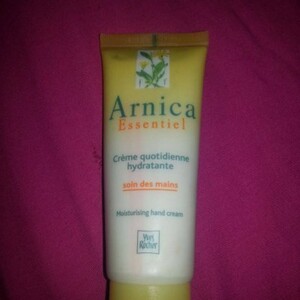 Arnica
Essentiel
Crème quotidienne
hydratante
soin des mains
Moisturising hand cream
Yves
Rocher